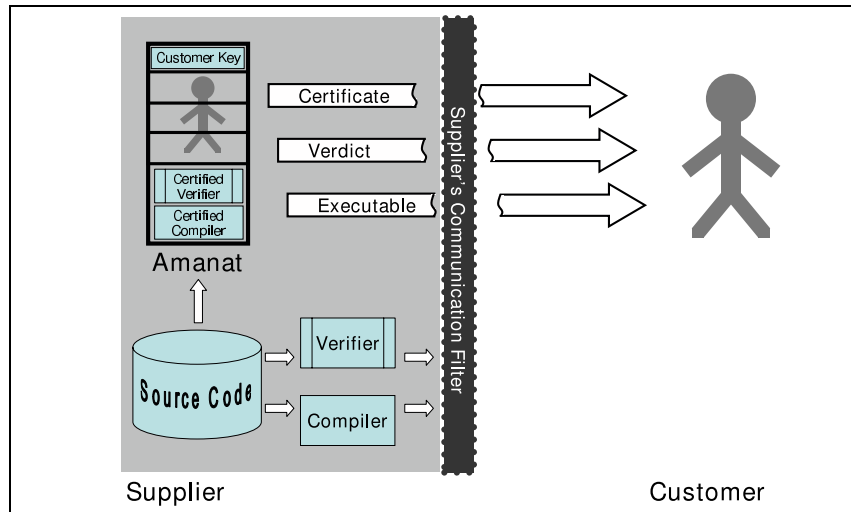 Customer Key
Certificate
Verdict
Executable
Certified
Verifier
Certified
Compiler
Amanat
Source Code
Verifier
Compiler
Supplier's Communication Filter
Supplier
Customer